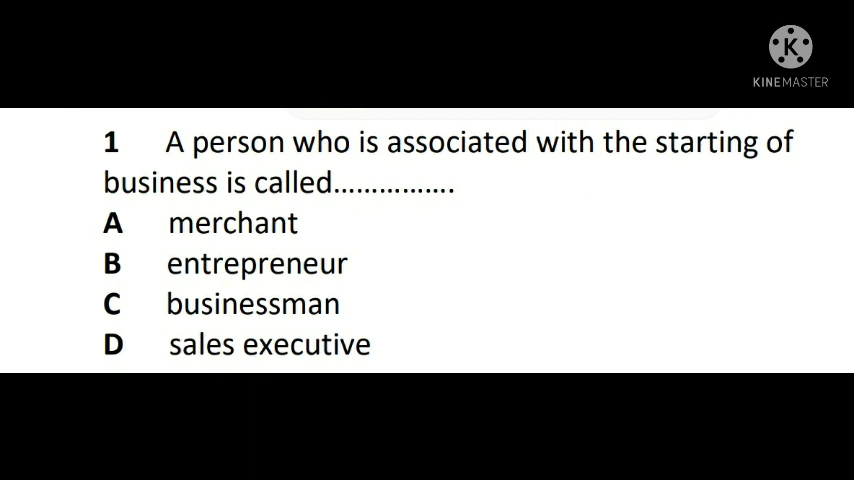 K
KINEMASTER
1 A person who is associated with the starting of
business is called................
A merchant
B entrepreneur
C businessman
D sales executive